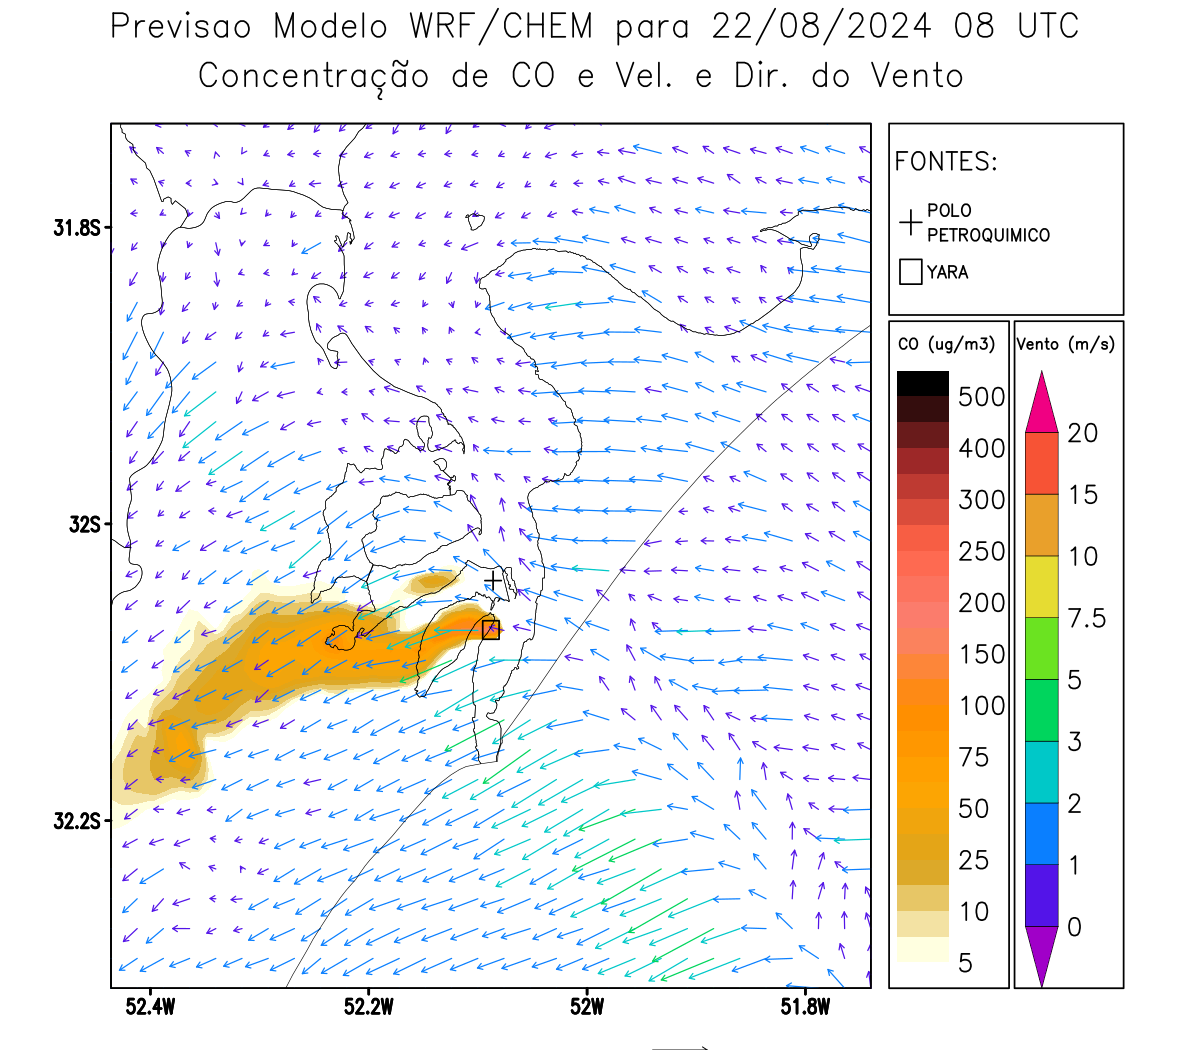 Previsao Modelo WRF/CHEM para 22/08/2024 08 UTC
Concentração de CO e Vel. e Dir. do Vento
FONTES:
POLO
PETROQUIMICO
YARA
CO (ug/m3)
500
400
300
250
200
150
100
75
50
25
10
5
Vento (m/s)
20
15
10
7.5
5
3
2
1
0
31.8S
32S
32.2S
52.4W
52.2W
52W
51.8W